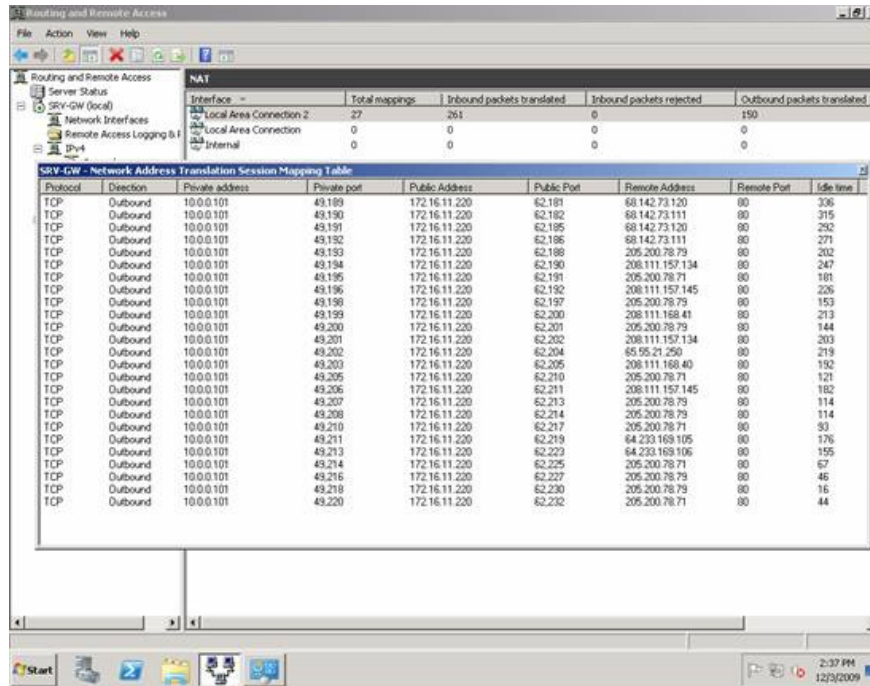 Routing and Remote Access
File Action View Help
Routing and Remote Access
Server Status
SRV-GW (local)
Network Interfaces
Remote Access Logging &
IPv4
NAT
Interface Total mappings Inbound packets translated Inbound packets rejected Outbound packets translated
Local Area Connection 2 27 261 0 150
Local Area Connection 0 0 0 0
Internal 0 0 0 0
SRV-GW - Network Address Translation Session Mapping Table
Protocol Direction Private address Private port Public Address Public Port Remote Address Remote Port Idle time
TCP Outbound 10.0.0.101 49,189 172.16.11.220 62,181 68.142.73.120 80 336
TCP Outbound 10.0.0.101 49,190 172.16.11.220 62,182 68.142.73.111 80 315
TCP Outbound 10.0.0.101 49,191 172.16.11.220 62,185 68.142.73.120 80 292
TCP Outbound 10.0.0.101 49,192 172.16.11.220 62,186 68.142.73.111 80 271
TCP Outbound 10.0.0.101 49,193 172.16.11.220 62,188 205.200.78.79 80 202
TCP Outbound 10.0.0.101 49,194 172.16.11.220 62,190 208.111.157.134 80 247
TCP Outbound 10.0.0.101 49,195 172.16.11.220 62,191 205.200.78.71 80 181
TCP Outbound 10.0.0.101 49,196 172.16.11.220 62,192 208.111.157.145 80 226
TCP Outbound 10.0.0.101 49,198 172.16.11.220 62,197 205.200.78.79 80 153
TCP Outbound 10.0.0.101 49,199 172.16.11.220 62,200 208.111.168.41 80 213
TCP Outbound 10.0.0.101 49,200 172.16.11.220 62,201 205.200.78.79 80 144
TCP Outbound 10.0.0.101 49,201 172.16.11.220 62,202 208.111.157.134 80 203
TCP Outbound 10.0.0.101 49,202 172.16.11.220 62,204 65.55.21.250 80 219
TCP Outbound 10.0.0.101 49,203 172.16.11.220 62,205 208.111.168.40 80 192
TCP Outbound 10.0.0.101 49,205 172.16.11.220 62,210 205.200.78.71 80 121
TCP Outbound 10.0.0.101 49,206 172.16.11.220 62,211 208.111.157.145 80 182
TCP Outbound 10.0.0.101 49,207 172.16.11.220 62,213 205.200.78.79 80 114
TCP Outbound 10.0.0.101 49,208 172.16.11.220 62,214 205.200.78.79 80 114
TCP Outbound 10.0.0.101 49,210 172.16.11.220 62,217 205.200.78.71 80 93
TCP Outbound 10.0.0.101 49,211 172.16.11.220 62,219 64.233.169.105 80 176
TCP Outbound 10.0.0.101 49,213 172.16.11.220 62,223 64.233.169.106 80 155
TCP Outbound 10.0.0.101 49,214 172.16.11.220 62,225 205.200.78.71 80 67
TCP Outbound 10.0.0.101 49,216 172.16.11.220 62,227 205.200.78.79 80 46
TCP Outbound 10.0.0.101 49,218 172.16.11.220 62,230 205.200.78.79 80 16
TCP Outbound 10.0.0.101 49,220 172.16.11.220 62,232 205.200.78.71 80 44
Start
2:37 PM
12/3/2009